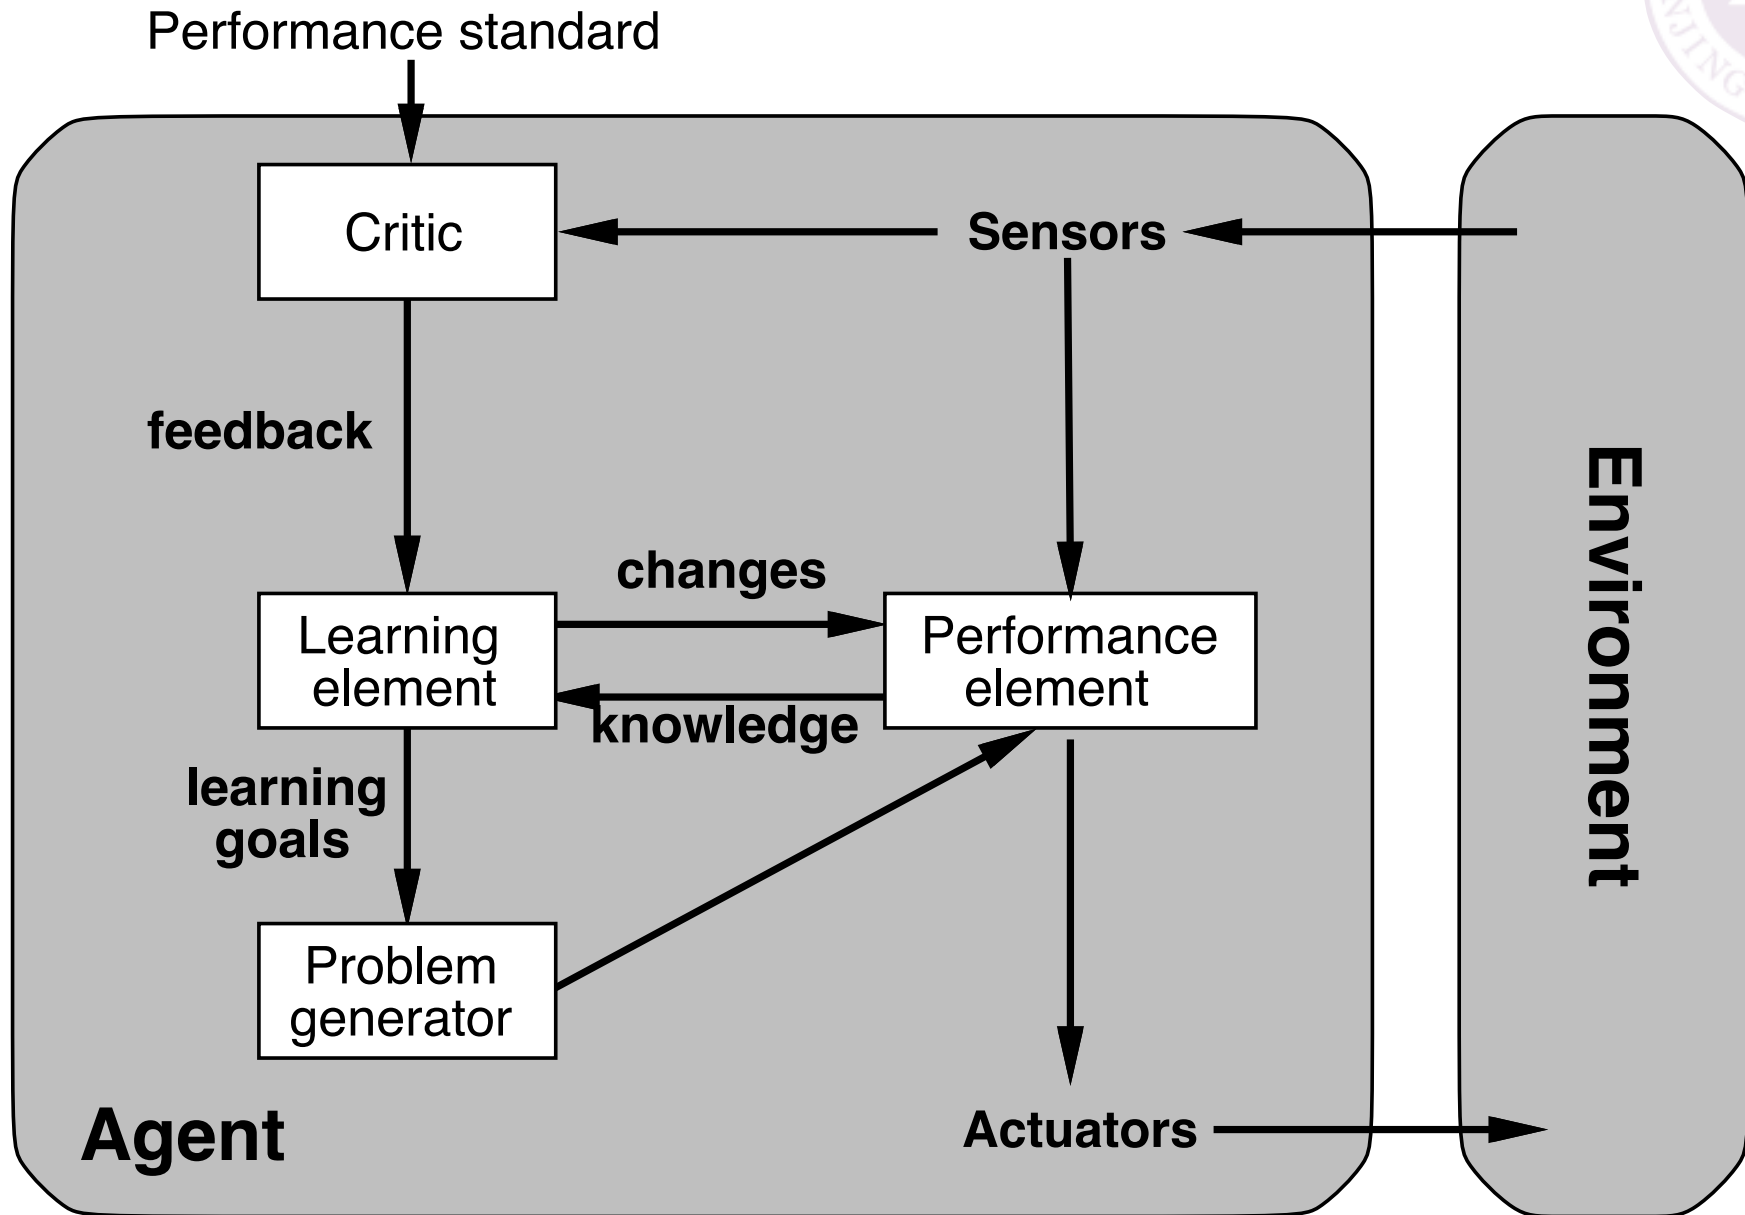 Performance standard
Critic
Sensors
feedback
changes
Learning
element
Performance
element
knowledge
learning
goals
Problem
generator
Agent
Actuators
Environment